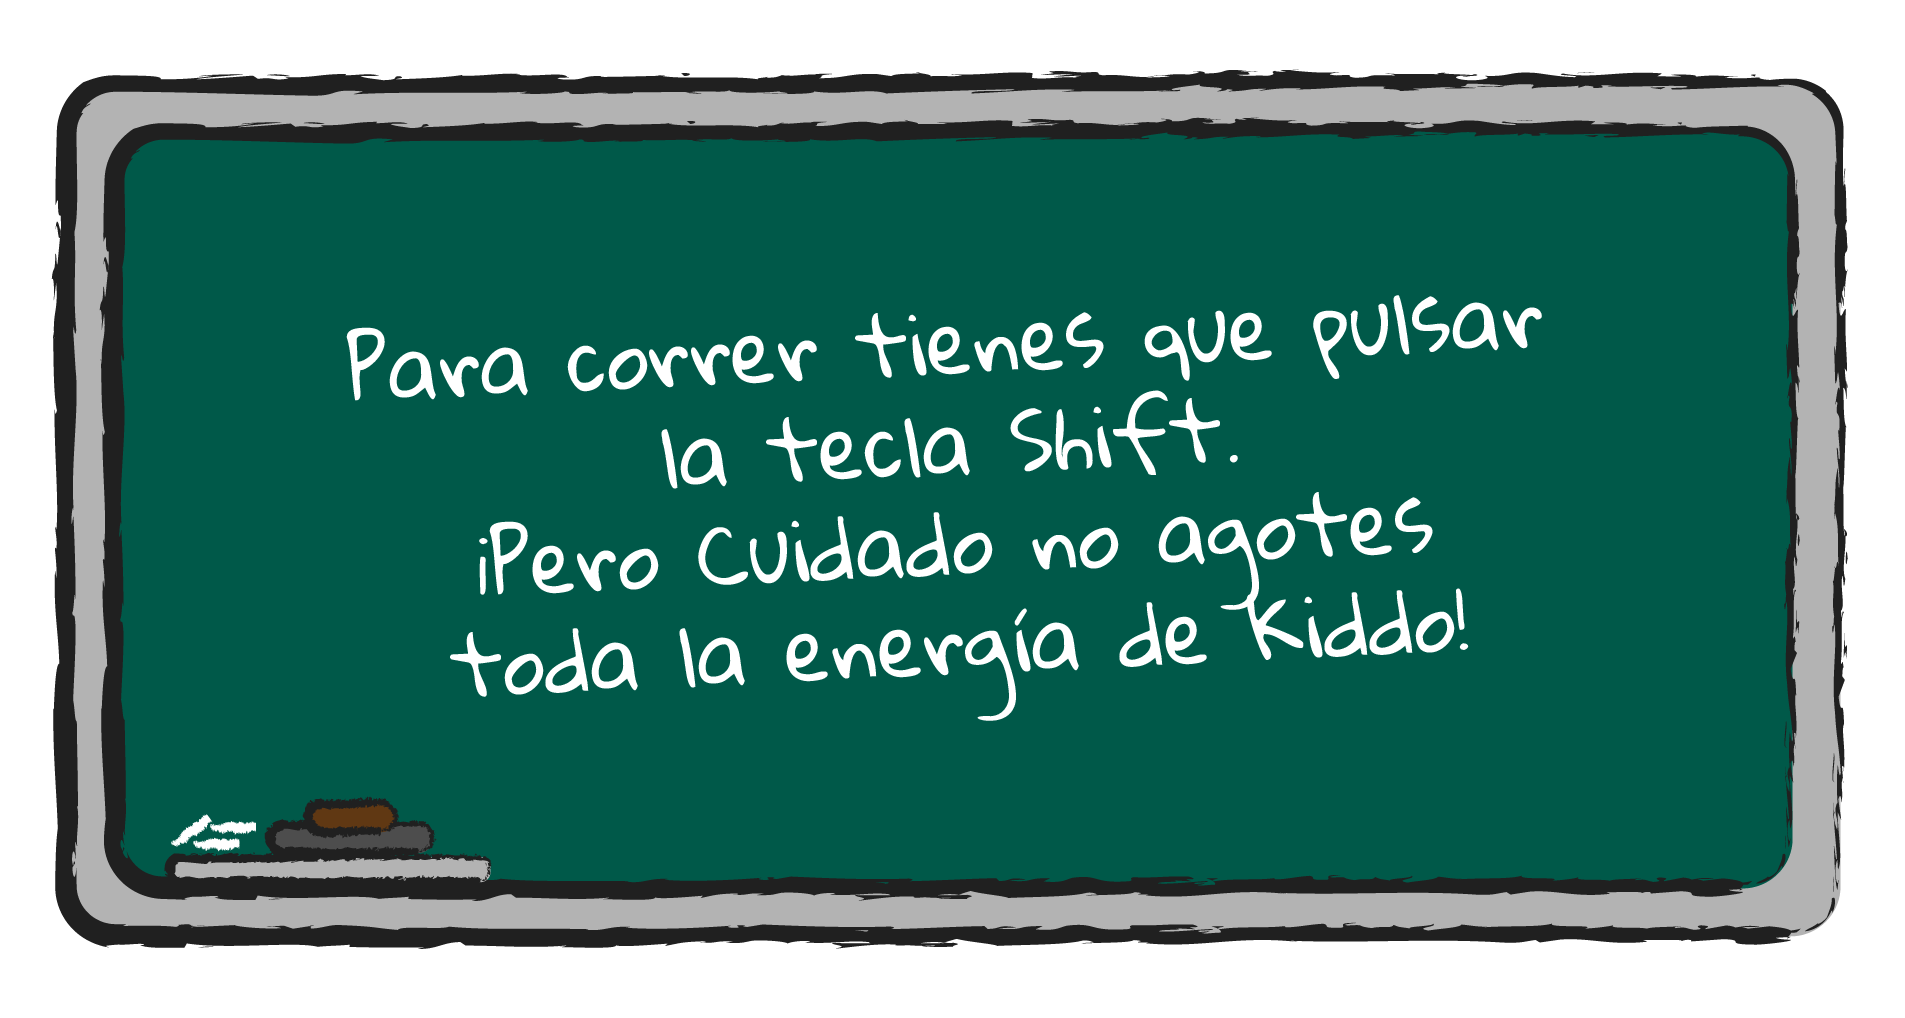 Para correr tienes que pulsar
la tecla Shift.
¡Pero Cuidado no agotes
toda la energía de Kiddo!